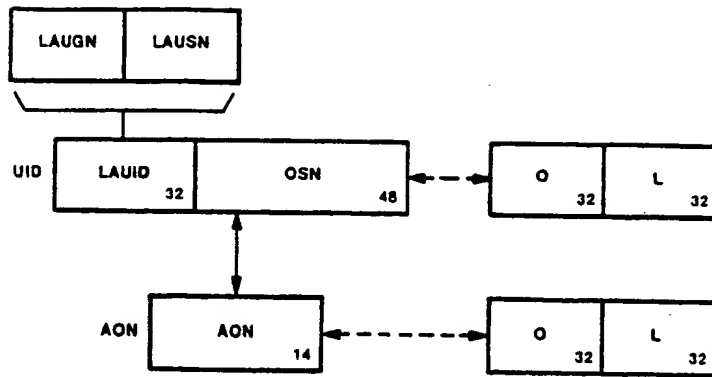 LAUGN LAUSN
UID LAUID 32 OSN 48 O 32 L 32
AON AON 14 O 32 L 32